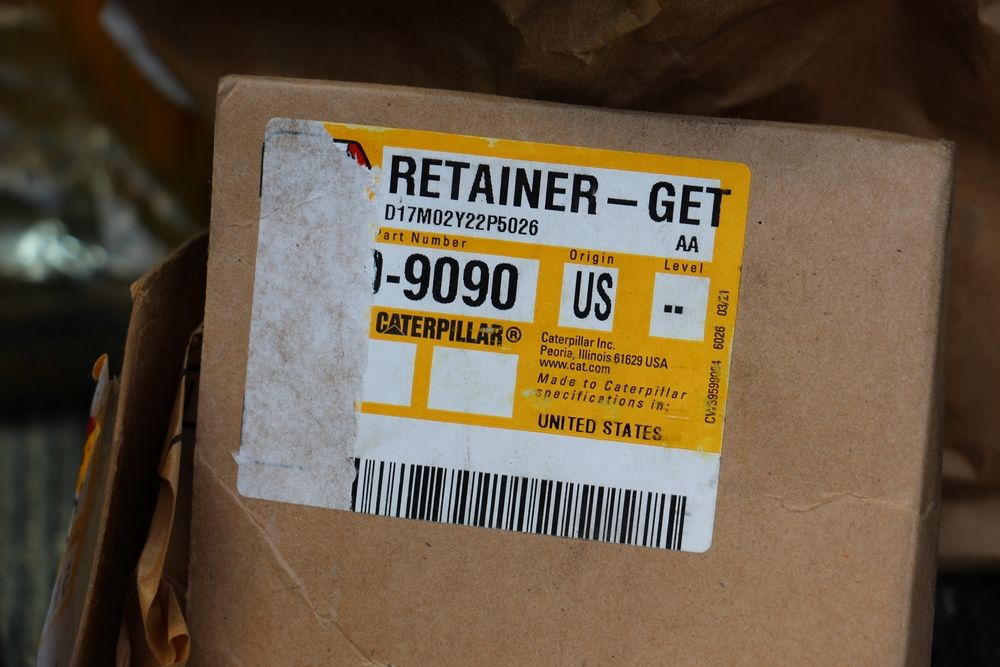 RETAINER – GET
D17M02Y22P5026
AA
Part Number
Origin
Level
-9090
US
--
CATERPILLAR®
Caterpillar Inc.
Peoria, Illinois 61629 USA
www.cat.com
Made to Caterpillar
specifications in:
UNITED STATES
6026 03/21